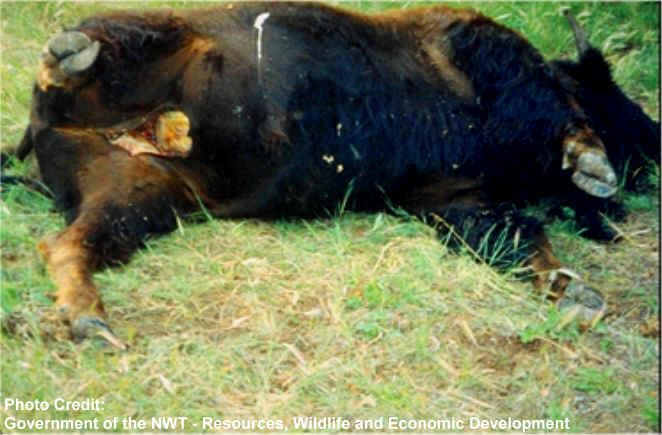 Photo Credit:
Government of the NWT - Resources, Wildlife and Economic Development